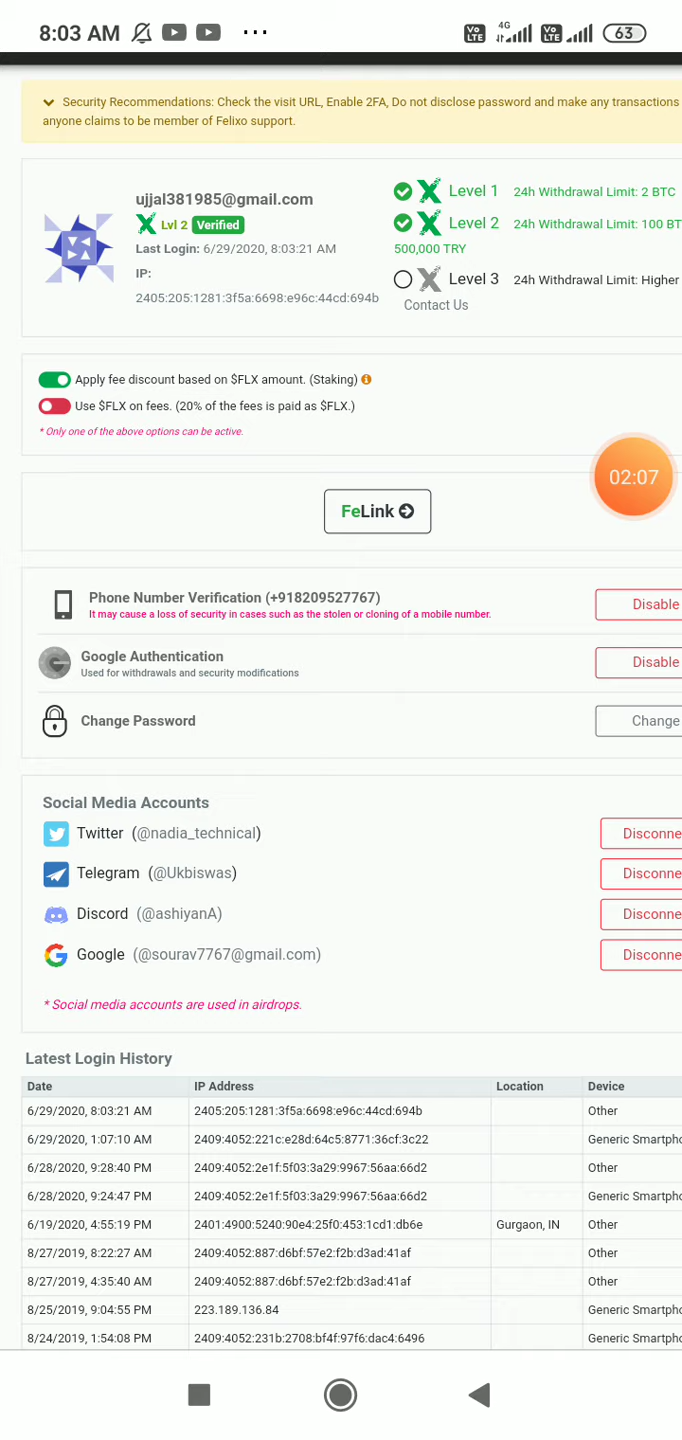 8:03 AM ... Vo LTE 4G Vo LTE 63
Security Recommendations: Check the visit URL, Enable 2FA, Do not disclose password and make any transactions
anyone claims to be member of Felixo support.
ujjal381985@gmail.com
Lvl 2 Verified
Last Login: 6/29/2020, 8:03:21 AM
IP:
2405:205:1281:3f5a:6698:e96c:44cd:694b
Level 1 24h Withdrawal Limit: 2 BTC
Level 2 24h Withdrawal Limit: 100 BT
500,000 TRY
Level 3 24h Withdrawal Limit: Higher
Contact Us
Apply fee discount based on $FLX amount. (Staking)
Use $FLX on fees. (20% of the fees is paid as $FLX.)
* Only one of the above options can be active.
02:07
FeLink
Phone Number Verification (+918209527767)
It may cause a loss of security in cases such as the stolen or cloning of a mobile number.
Disable
Google Authentication
Used for withdrawals and security modifications
Disable
Change Password
Change
Social Media Accounts
Twitter (@nadia_technical) Disconne
Telegram (@Ukbiswas) Disconne
Discord (@ashiyanA) Disconne
Google (@sourav7767@gmail.com) Disconne
* Social media accounts are used in airdrops.
Latest Login History
Date IP Address Location Device
6/29/2020, 8:03:21 AM 2405:205:1281:3f5a:6698:e96c:44cd:694b Other
6/29/2020, 1:07:10 AM 2409:4052:221c:e28d:64c5:8771:36cf:3c22 Generic Smartpho
6/28/2020, 9:28:40 PM 2409:4052:2e1f:5f03:3a29:9967:56aa:66d2 Other
6/28/2020, 9:24:47 PM 2409:4052:2e1f:5f03:3a29:9967:56aa:66d2 Generic Smartpho
6/19/2020, 4:55:19 PM 2401:4900:5240:90e4:25f0:453:1cd1:db6e Gurgaon, IN Other
8/27/2019, 8:22:27 AM 2409:4052:887:d6bf:57e2:f2b:d3ad:41af Other
8/27/2019, 4:35:40 AM 2409:4052:887:d6bf:57e2:f2b:d3ad:41af Other
8/25/2019, 9:04:55 PM 223.189.136.84 Generic Smartpho
8/24/2019, 1:54:08 PM 2409:4052:231b:2708:bf4f:97f6:dac4:6496 Generic Smartpho